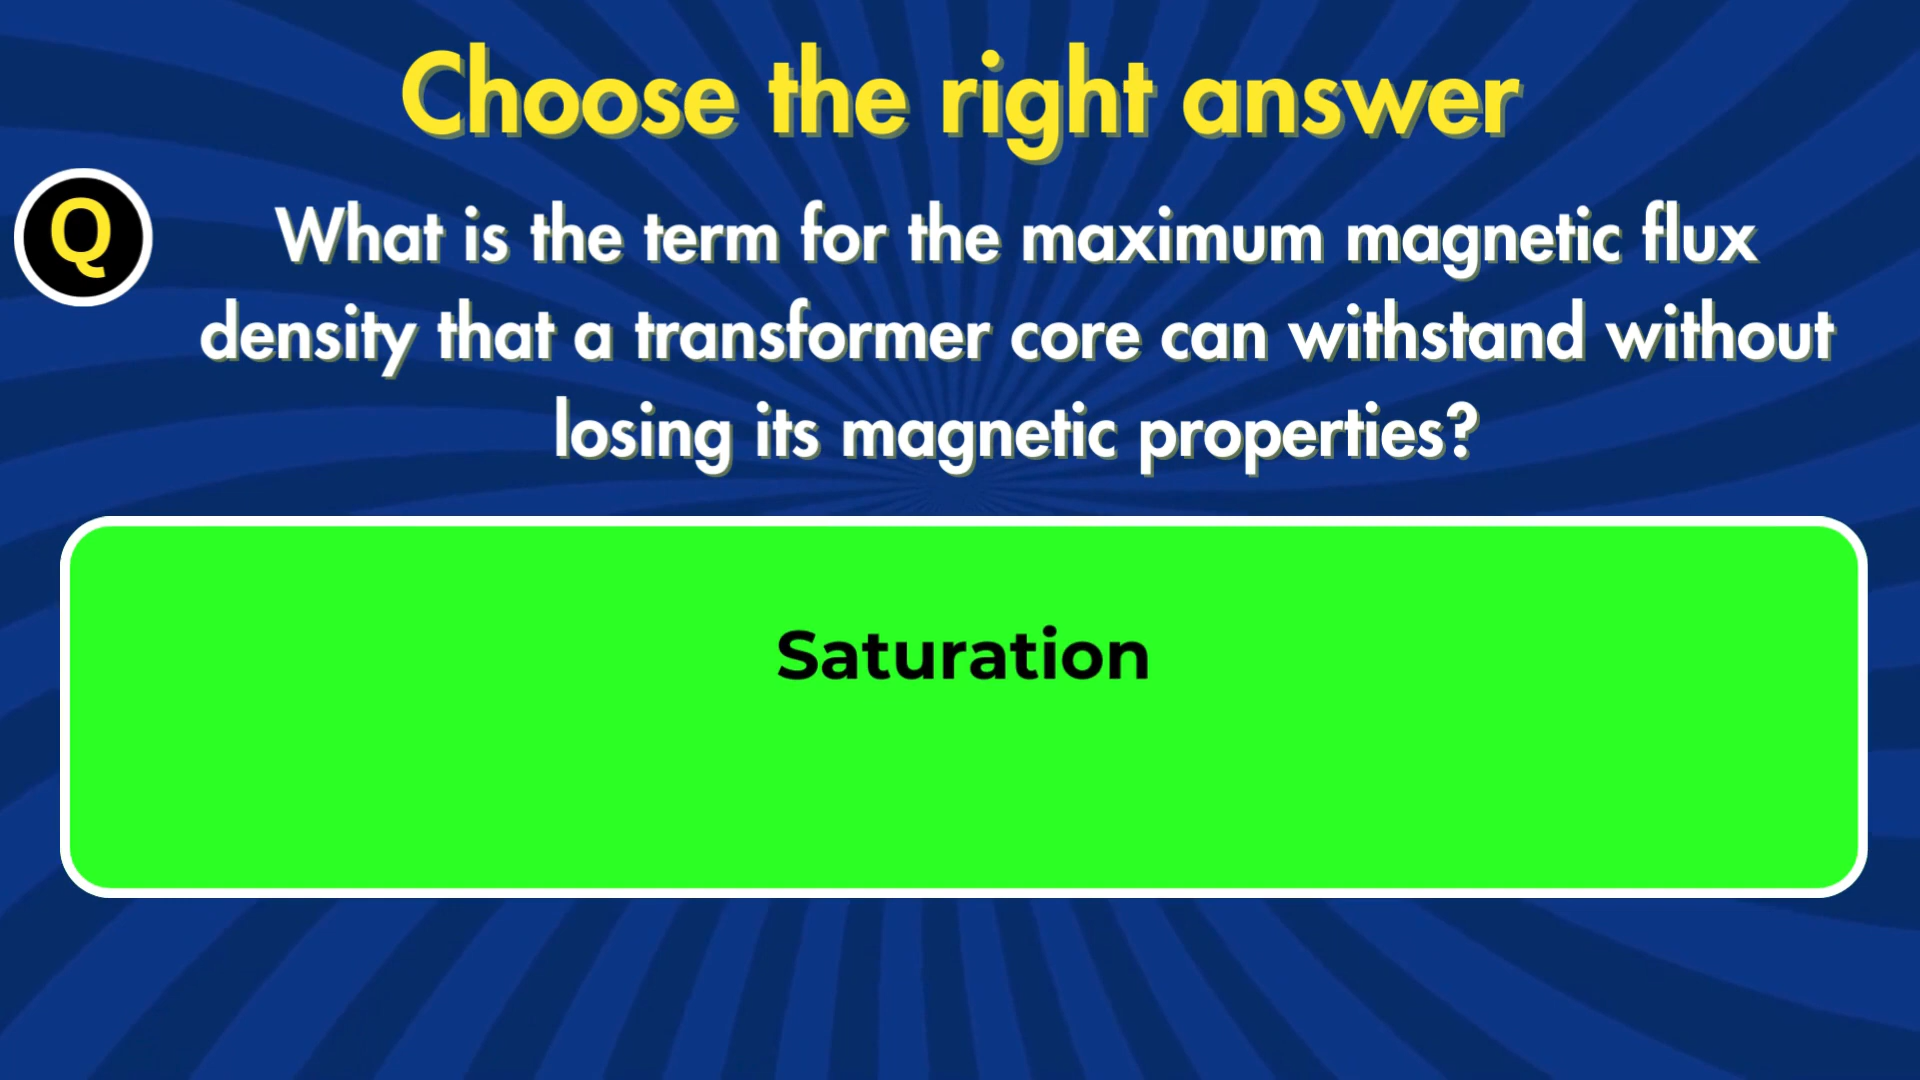 Choose the right answer
Q
What is the term for the maximum magnetic flux
density that a transformer core can withstand without
losing its magnetic properties?
Saturation